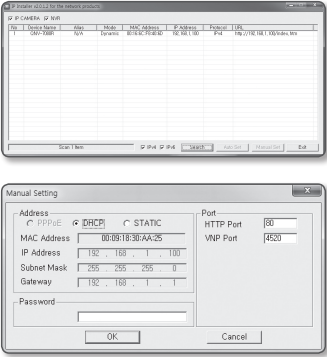 IP Installer v2.01.2 for the network products
IP CAMERA NVR
No Device Name Alias Mode MAC Address IP Address Protocol URL
1 N/A Dynamic 192.168.1.100 IPv4 http://192.168.1.100/index.htm
Scan 1 Item IPv4 IPv6 Search Auto Set Manual Set Exit
Manual Setting
Address
PPPoE DHCP STATIC
MAC Address 00:09:18:30:AA:25
IP Address 192 . 168 . 1 . 100
Subnet Mask 255 . 255 . 255 . 0
Gateway 192 . 168 . 1 . 1
Port
HTTP Port 80
VNP Port 4520
Password
OK Cancel